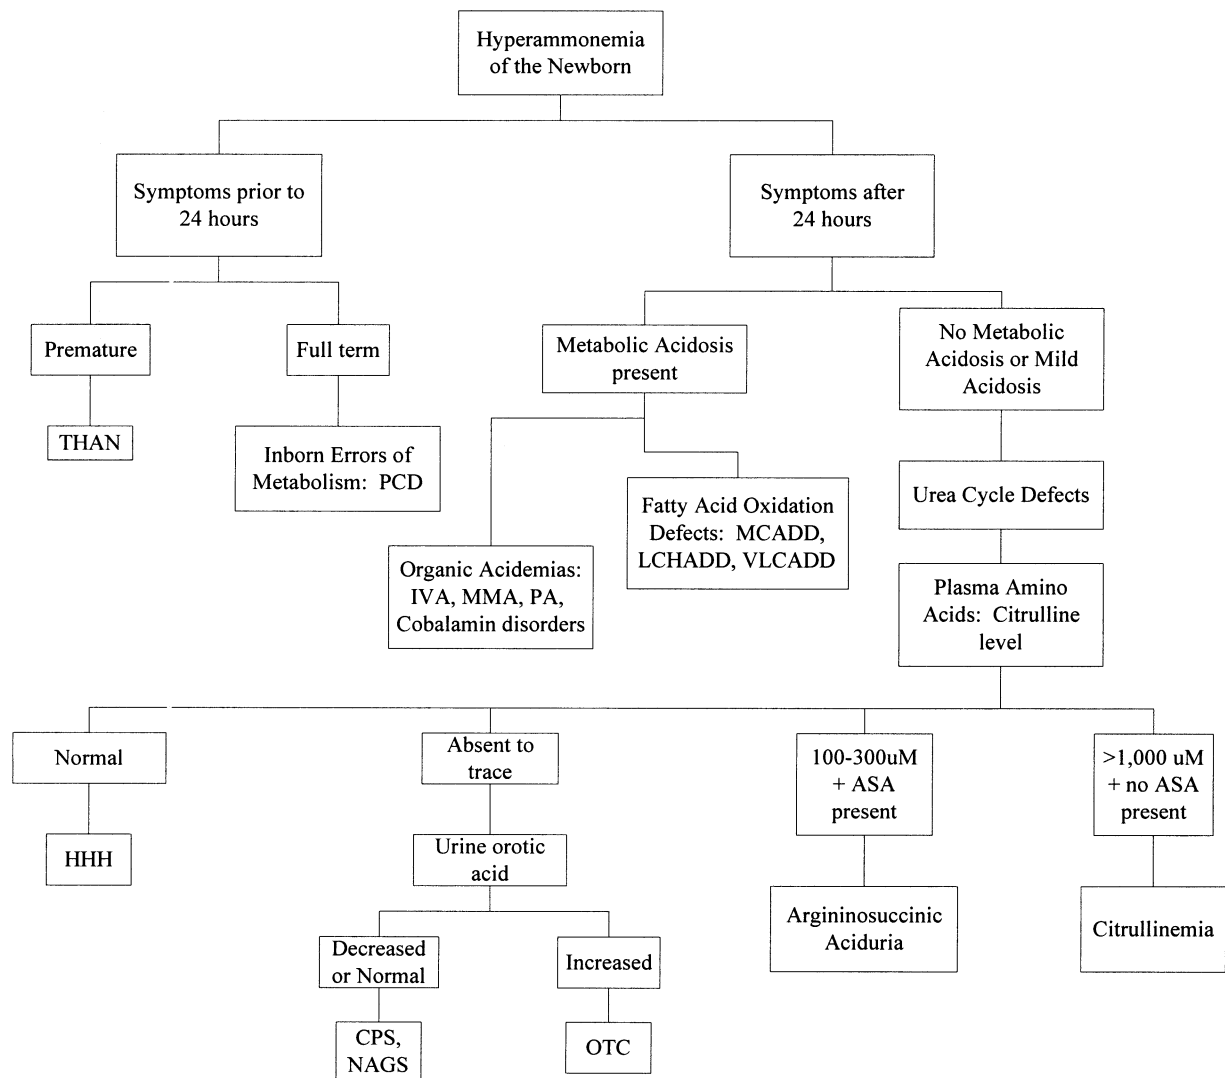 Hyperammonemia
of the Newborn
Symptoms prior to
24 hours
Symptoms after
24 hours
Premature
Full term
Metabolic Acidosis
present
No Metabolic
Acidosis or Mild
Acidosis
THAN
Inborn Errors of
Metabolism: PCD
Organic Acidemias:
IVA, MMA, PA,
Cobalamin disorders
Fatty Acid Oxidation
Defects: MCADD,
LCHADD, VLCADD
Urea Cycle Defects
Plasma Amino
Acids: Citrulline
level
Normal
Absent to
trace
100-300uM
+ ASA
present
>1,000 uM
+ no ASA
present
HHH
Urine orotic
acid
Argininosuccinic
Aciduria
Citrullinemia
Decreased
or Normal
Increased
CPS,
NAGS
OTC